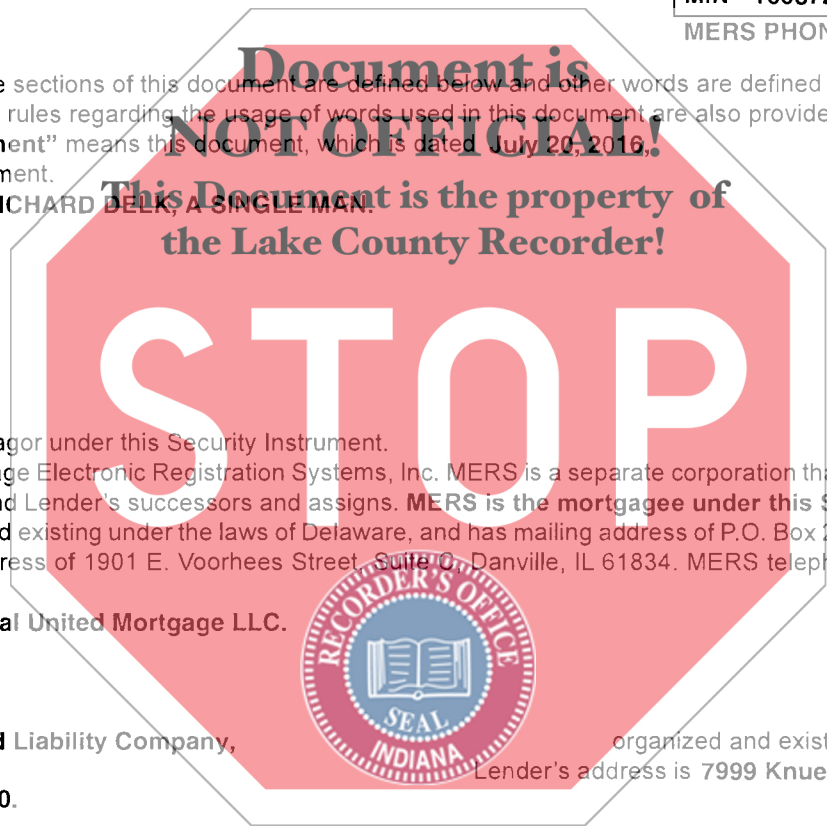 MERS PHON
Document is
e sections of this document are defined below and other words are defined
rules regarding the usage of words used in this document are also provide
NOT OFFICIAL!
ent” means this document, which is dated July 20, 2016,
ment.
This Document is the property of
ICHARD DELK, A SINGLE MAN.
the Lake County Recorder!
STOP
agor under this Security Instrument.
age Electronic Registration Systems, Inc. MERS is a separate corporation tha
nd Lender's successors and assigns. MERS is the mortgagee under this S
d existing under the laws of Delaware, and has mailing address of P.O. Box 2
ress of 1901 E. Voorhees Street, Suite C, Danville, IL 61834. MERS teleph
RECORDER'S OFFICE
al United Mortgage LLC.
SEAL
INDIANA
d Liability Company, organized and exist
Lender's address is 7999 Knue
0.